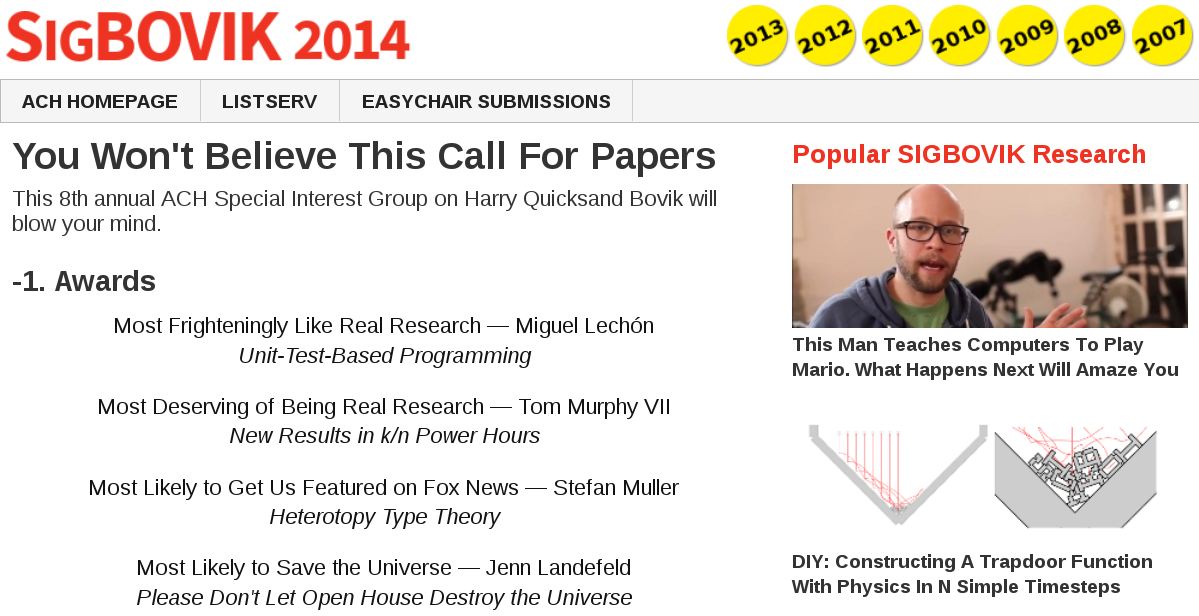 SIGBOVIK 2014
2013 2012 2011 2010 2009 2008 2007
ACH HOMEPAGE LISTSERV EASYCHAIR SUBMISSIONS
You Won't Believe This Call For Papers
This 8th annual ACH Special Interest Group on Harry Quicksand Bovik will
blow your mind.
-1. Awards
Most Frighteningly Like Real Research — Miguel Lechón
Unit-Test-Based Programming
Most Deserving of Being Real Research — Tom Murphy VII
New Results in k/n Power Hours
Most Likely to Get Us Featured on Fox News — Stefan Muller
Heterotopy Type Theory
Most Likely to Save the Universe — Jenn Landefeld
Please Don't Let Open House Destroy the Universe
Popular SIGBOVIK Research
This Man Teaches Computers To Play
Mario. What Happens Next Will Amaze You
DIY: Constructing A Trapdoor Function
With Physics In N Simple Timesteps